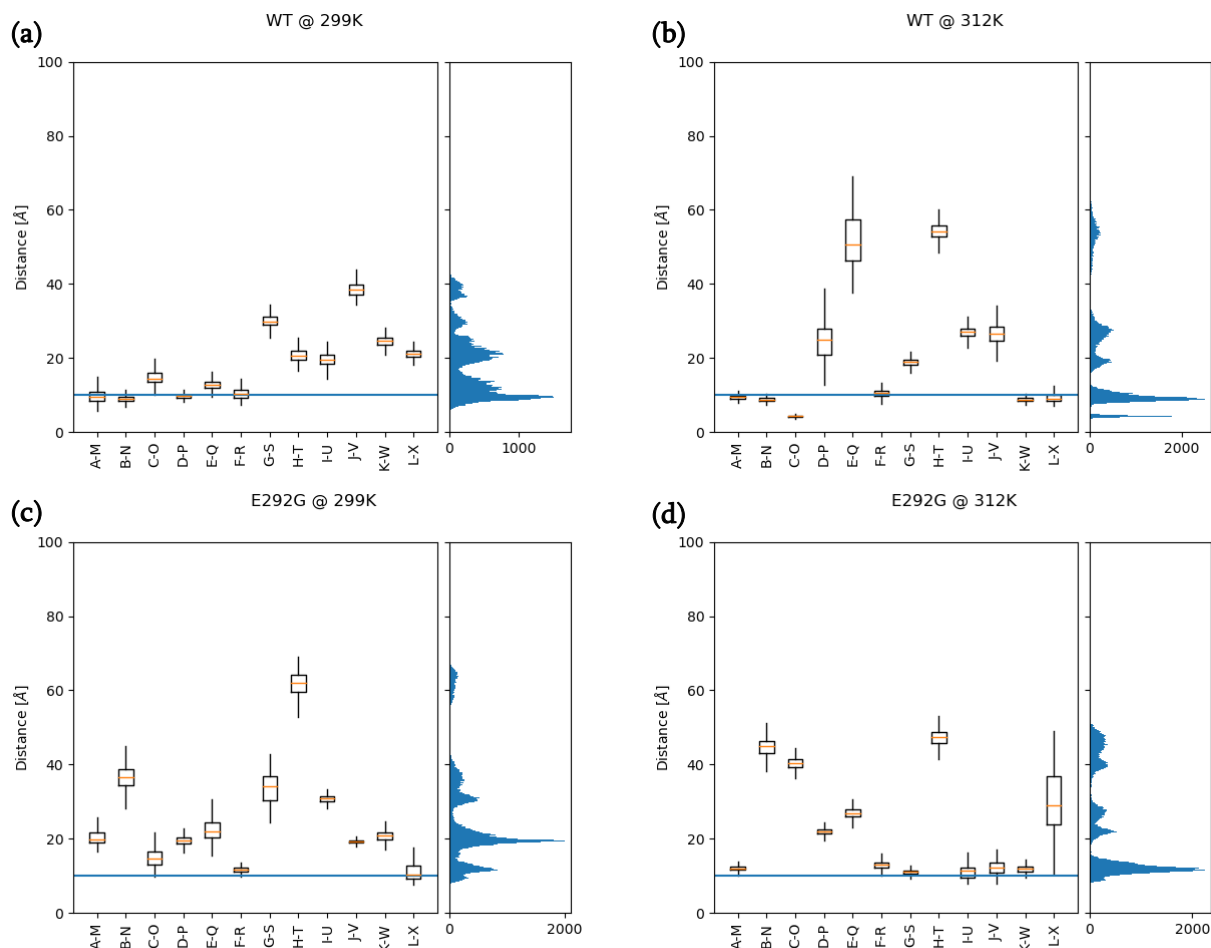 (a)
WT @ 299K
Distance [Å]
100
80
60
40
20
0
A-M
B-N
C-O
D-P
E-Q
F-R
G-S
H-T
I-U
J-V
K-W
L-X
0
1000
(b)
WT @ 312K
Distance [Å]
100
80
60
40
20
0
A-M
B-N
C-O
D-P
E-Q
F-R
G-S
H-T
I-U
J-V
K-W
L-X
0
2000
(c)
E292G @ 299K
Distance [Å]
100
80
60
40
20
0
A-M
B-N
C-O
D-P
E-Q
F-R
G-S
H-T
I-U
J-V
K-W
L-X
0
2000
(d)
E292G @ 312K
Distance [Å]
100
80
60
40
20
0
A-M
B-N
C-O
D-P
E-Q
F-R
G-S
H-T
I-U
J-V
K-W
L-X
0
2000